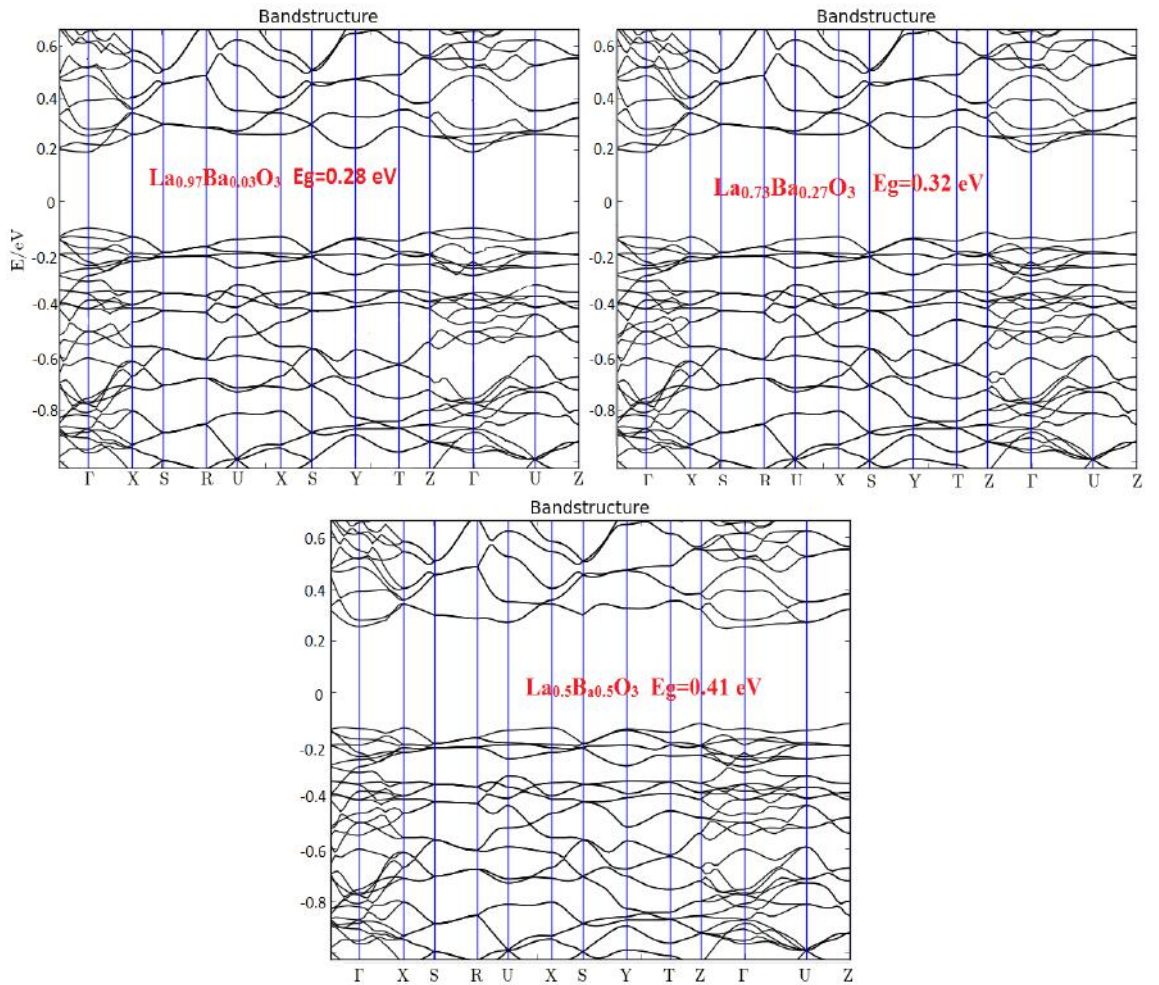 Bandstructure
0.6
0.4
0.2
0
-0.2
-0.4
-0.6
-0.8
E/eV
La0.97Ba0.03O3 Eg=0.28 eV
Γ X S R U X S Y T Z Γ U Z
Bandstructure
0.6
0.4
0.2
0
-0.2
-0.4
-0.6
-0.8
La0.73Ba0.27O3 Eg=0.32 eV
Γ X S R U X S Y T Z Γ U Z
Bandstructure
0.6
0.4
0.2
0
-0.2
-0.4
-0.6
-0.8
La0.5Ba0.5O3 Eg=0.41 eV
Γ X S R U X S Y T Z Γ U Z